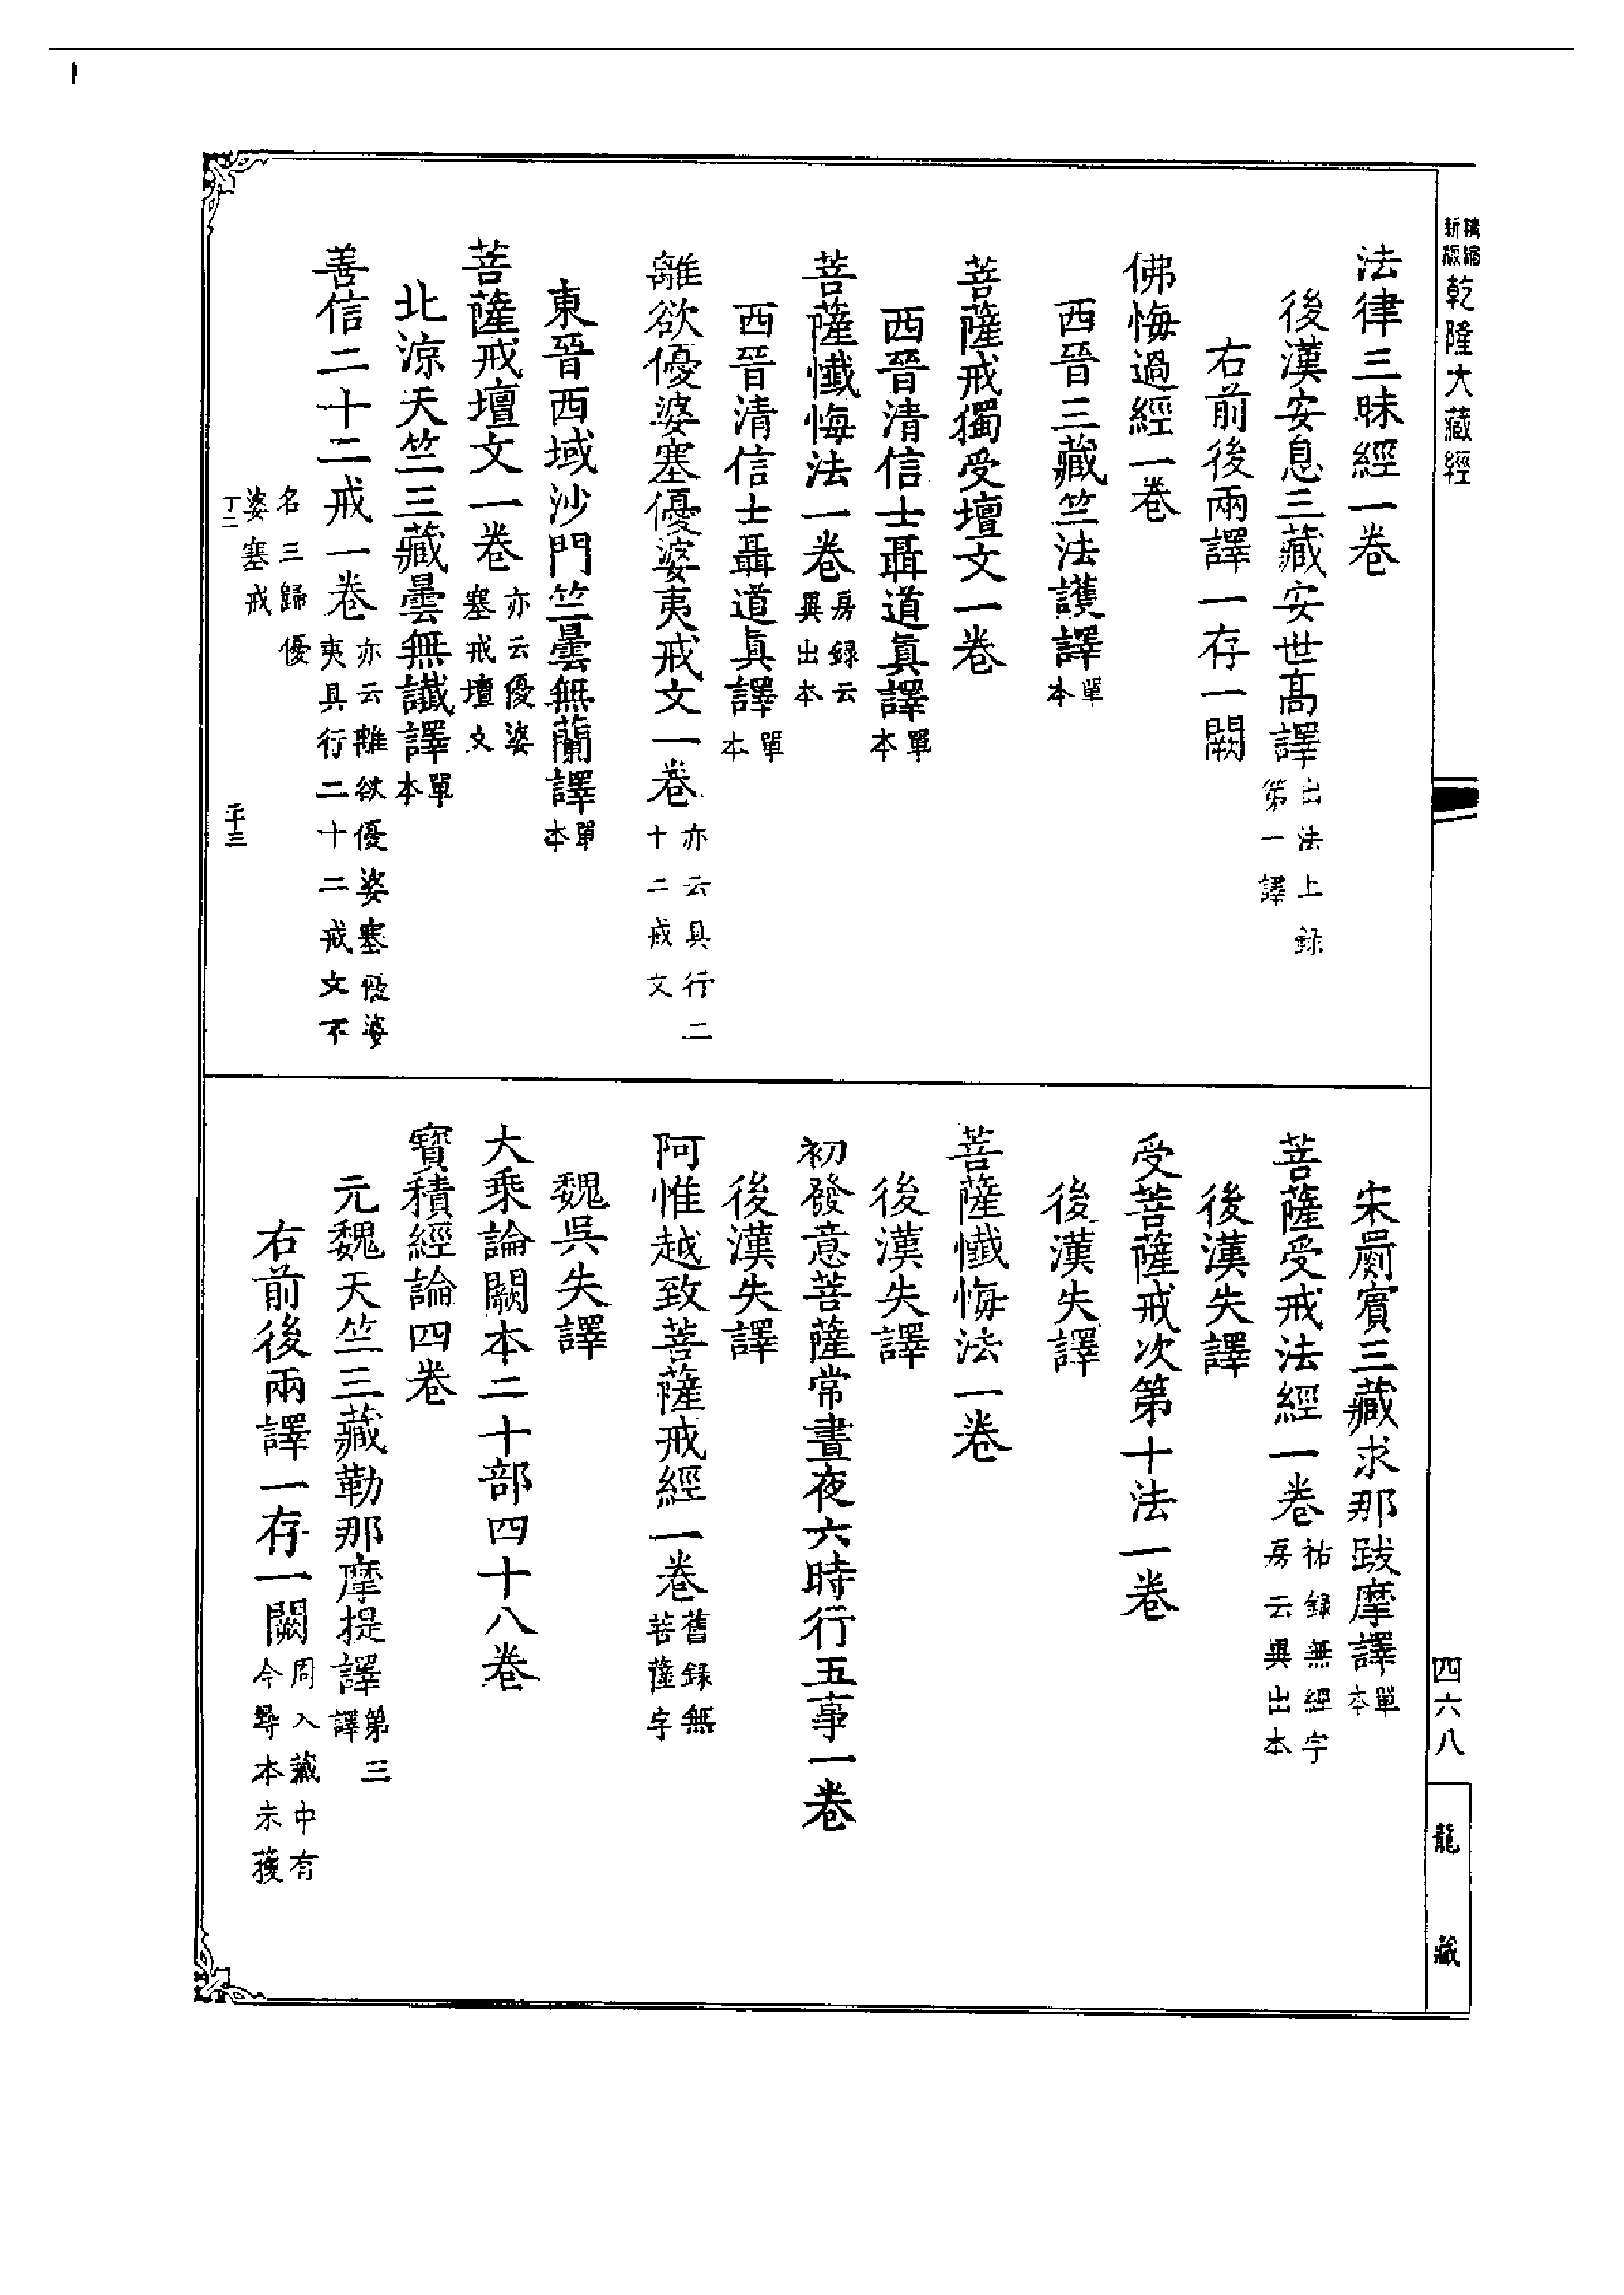 精縮新版乾隆大藏經
法律三昧經一卷
後漢安息三藏安世高譯出法上錄第一譯
右前後兩譯一存一闕
佛悔過經一卷
西晉三藏竺法護譯單本
菩薩戒獨受壇文一卷
西晉清信士聶道真譯單本
菩薩懺悔法一卷房錄云異出本
西晉清信士聶道真譯單本
離欲優婆塞優婆夷戒文一卷亦云具行二十二戒文
東晉西域沙門竺曇無蘭譯單本
菩薩戒壇文一卷亦云優婆塞戒壇文
北涼天竺三藏曇無讖譯單本
善信二十二戒一卷亦云離欲優婆塞優婆夷具行二十二戒文不
名三歸優婆塞戒
宋罽賓三藏求那跋摩譯單本
菩薩受戒法經一卷祐錄無經字房云異出本
後漢失譯
受菩薩戒次第十法一卷
後漢失譯
菩薩懺悔法一卷
後漢失譯
初發意菩薩常晝夜六時行五事一卷
後漢失譯
阿惟越致菩薩戒經一卷舊錄無菩薩字
魏吳失譯
大乘論闕本二十部四十八卷
寶積經論四卷
元魏天竺三藏勒那摩提譯第三譯
右前後兩譯一存一闕周入藏中有今尋本未獲
四六八
龍藏